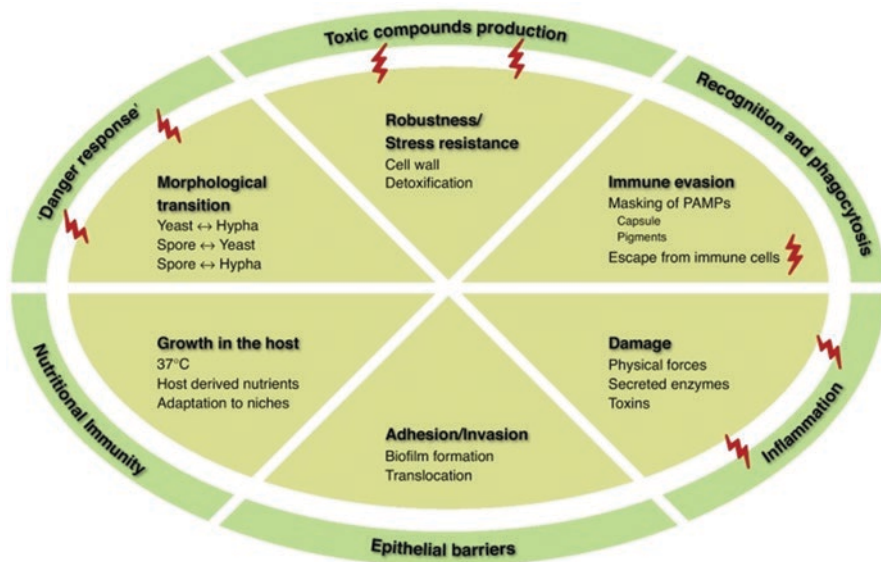 Toxic compounds production
'Danger response'
Recognition and phagocytosis
Robustness/
Stress resistance
Cell wall
Detoxification
Morphological
transition
Yeast ↔ Hypha
Spore ↔ Yeast
Spore ↔ Hypha
Immune evasion
Masking of PAMPs
Capsule
Pigments
Escape from immune cells
Growth in the host
37°C
Host derived nutrients
Adaptation to niches
Damage
Physical forces
Secreted enzymes
Toxins
Adhesion/Invasion
Biofilm formation
Translocation
Nutritional Immunity
Inflammation
Epithelial barriers